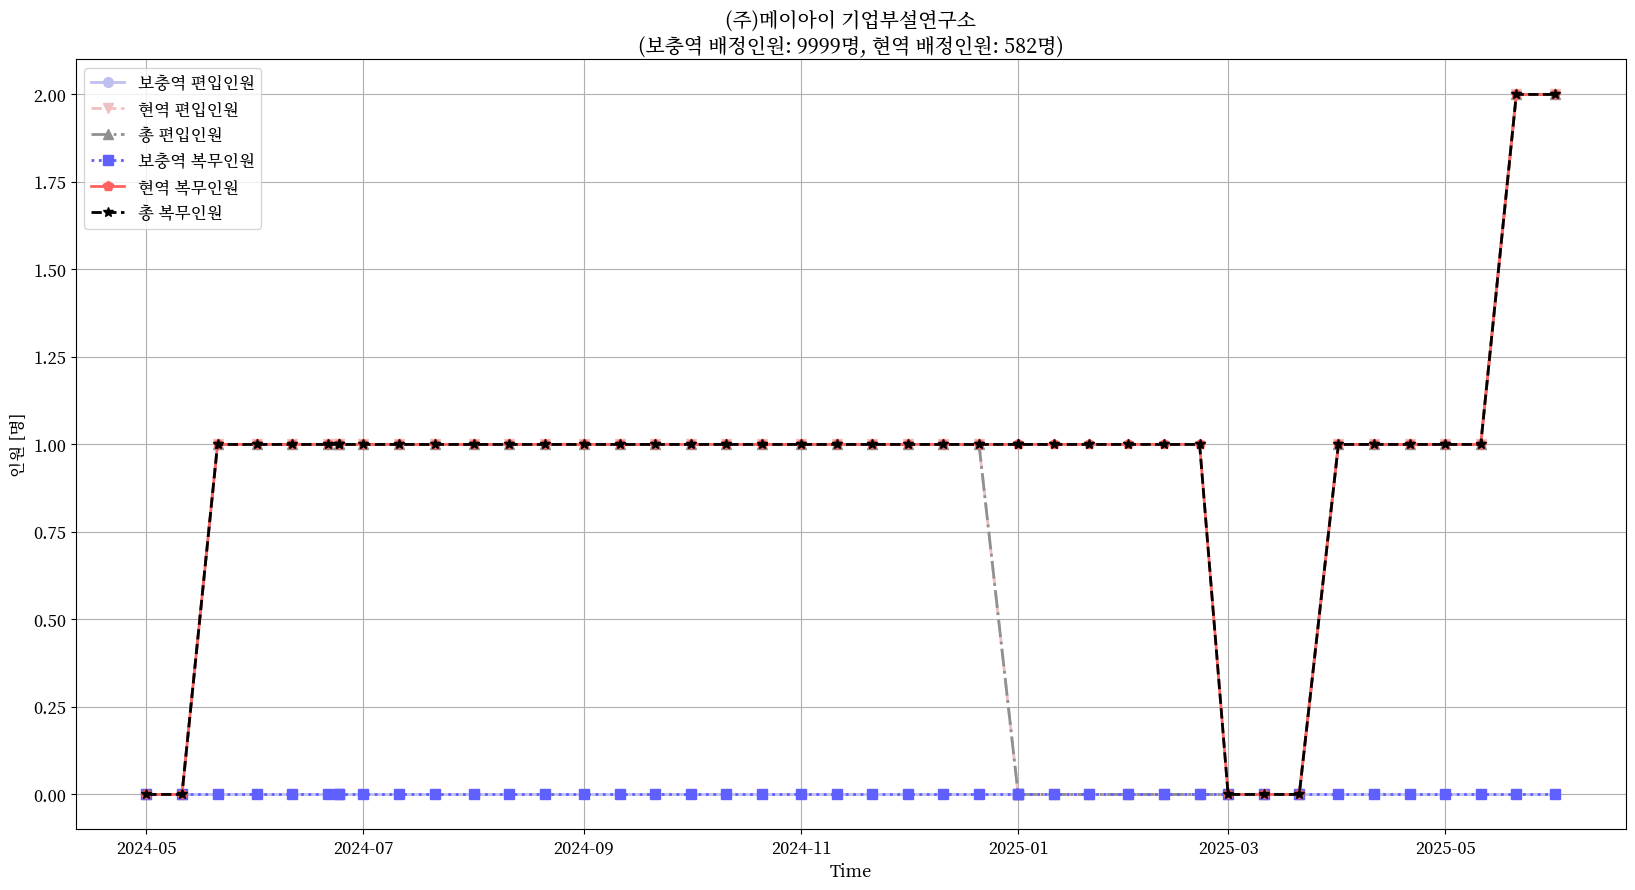 (주)메이아이 기업부설연구소
(보충역 배정인원: 9999명, 현역 배정인원: 582명)
보충역 편입인원
현역 편입인원
총 편입인원
보충역 복무인원
현역 복무인원
총 복무인원
2.00
1.75
1.50
1.25
1.00
0.75
0.50
0.25
0.00
인원 [명]
2024-05 2024-07 2024-09 2024-11 2025-01 2025-03 2025-05
Time